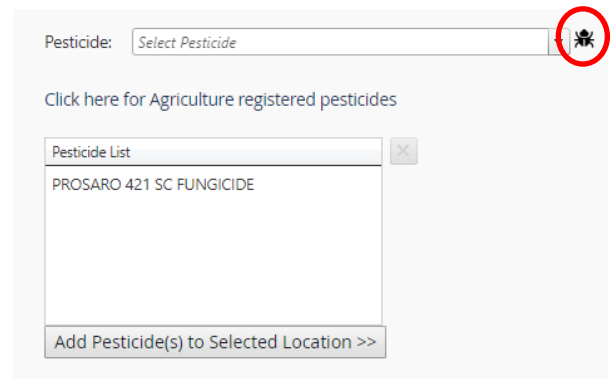 Pesticide: Select Pesticide
Click here for Agriculture registered pesticides
Pesticide List
PROSARO 421 SC FUNGICIDE
Add Pesticide(s) to Selected Location >>